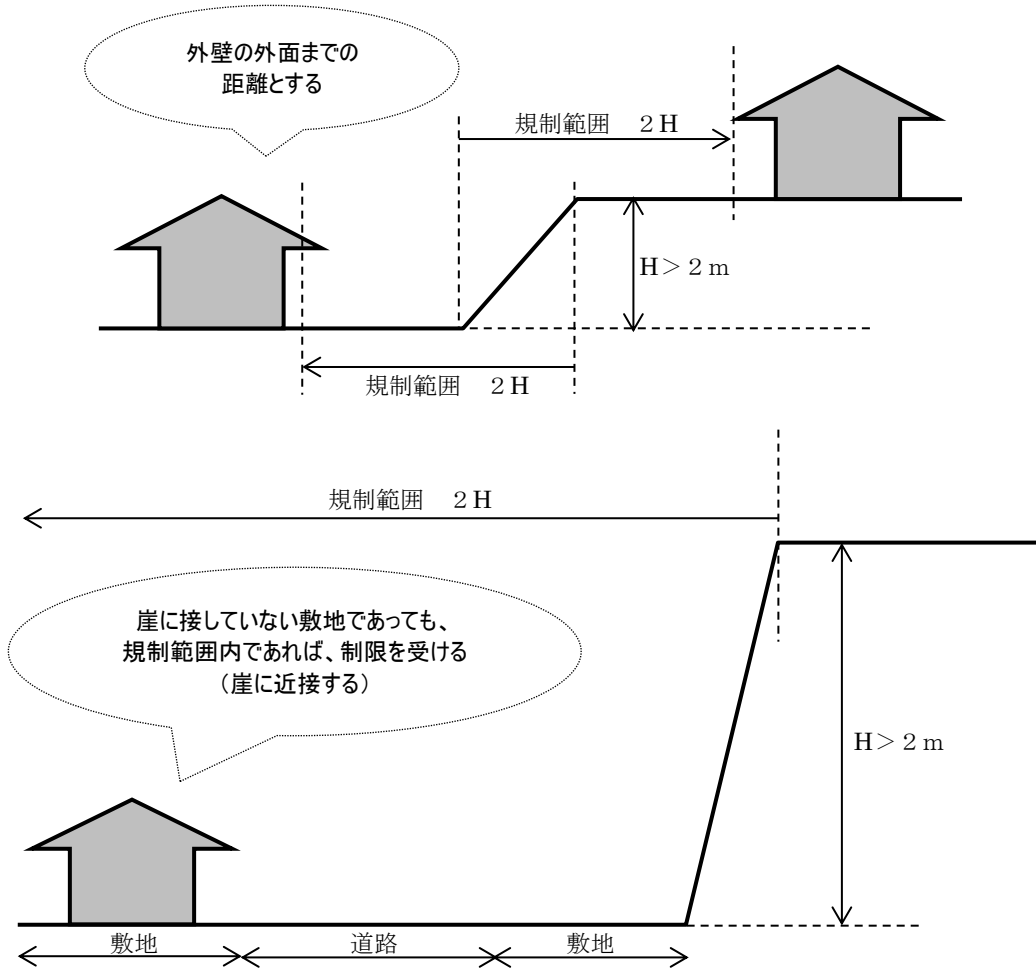 外壁の外面までの
距離とする
規制範囲 2H
H>2m
規制範囲 2H
規制範囲 2H
崖に接していない敷地であっても、
規制範囲内であれば、制限を受ける
(崖に近接する)
H>2m
敷地 道路 敷地